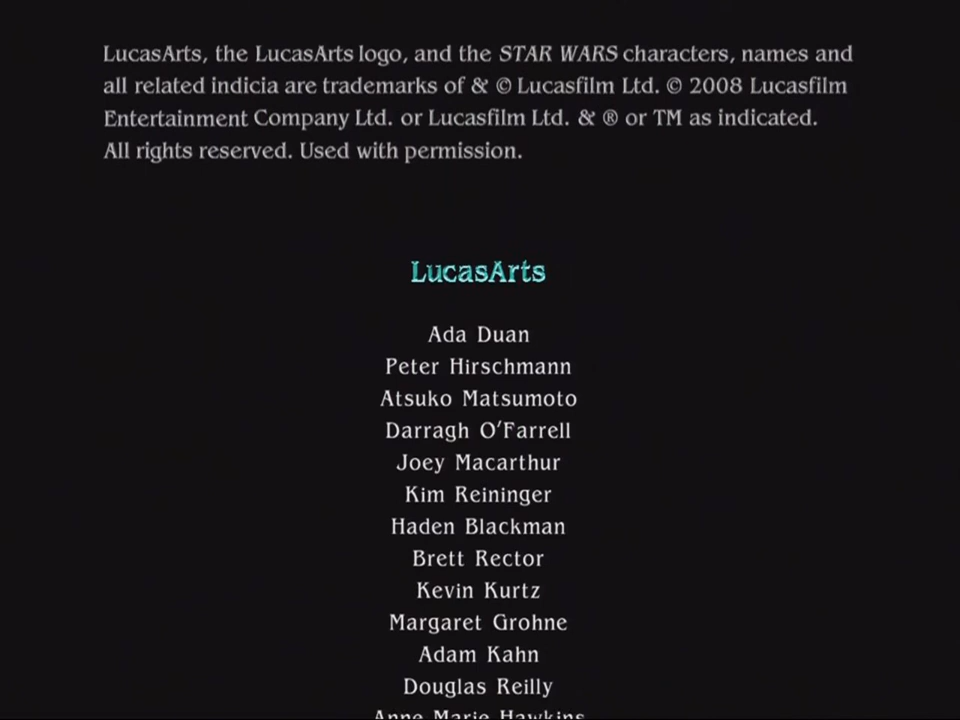 LucasArts, the LucasArts logo, and the STAR WARS characters, names and
all related indicia are trademarks of & © Lucasfilm Ltd. © 2008 Lucasfilm
Entertainment Company Ltd. or Lucasfilm Ltd. & ® or TM as indicated.
All rights reserved. Used with permission.
LucasArts
Ada Duan
Peter Hirschmann
Atsuko Matsumoto
Darragh O'Farrell
Joey Macarthur
Kim Reininger
Haden Blackman
Brett Rector
Kevin Kurtz
Margaret Grohne
Adam Kahn
Douglas Reilly
Anne Marie Hawkins